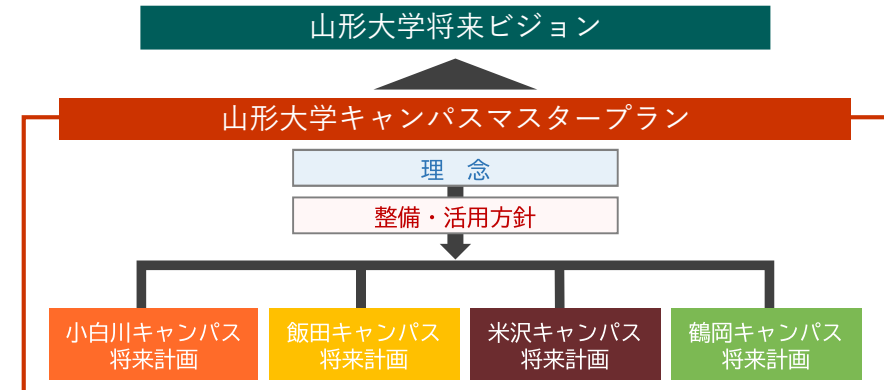 山形大学将来ビジョン
山形大学キャンパスマスタープラン
理　念
整備・活用方針
小白川キャンパス
将来計画
飯田キャンパス
将来計画
米沢キャンパス
将来計画
鶴岡キャンパス
将来計画